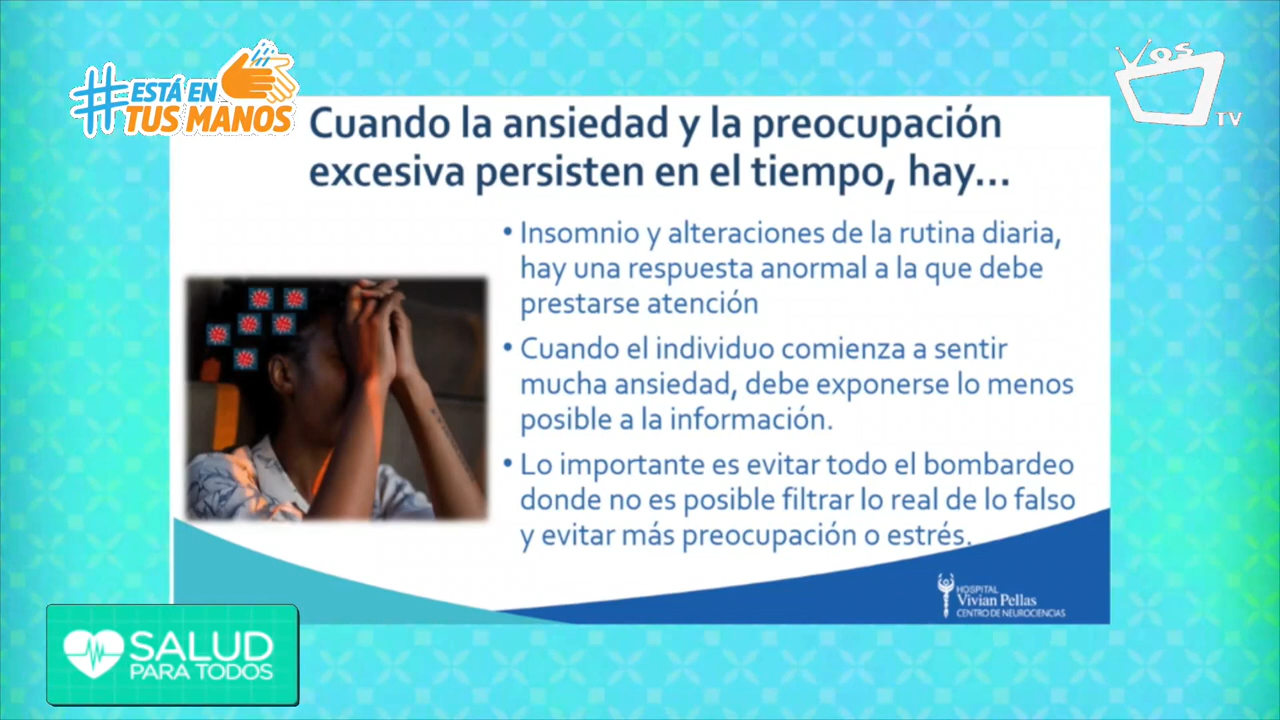 #ESTÁ EN
TUS MANOS
VOS
TV
Cuando la ansiedad y la preocupación
excesiva persisten en el tiempo, hay...
• Insomnio y alteraciones de la rutina diaria,
hay una respuesta anormal a la que debe
prestarse atención
• Cuando el individuo comienza a sentir
mucha ansiedad, debe exponerse lo menos
posible a la información.
• Lo importante es evitar todo el bombardeo
donde no es posible filtrar lo real de lo falso
y evitar más preocupación o estrés.
HOSPITAL
Vivian Pellas
CENTRO DE NEUROCIENCIAS
SALUD
PARA TODOS